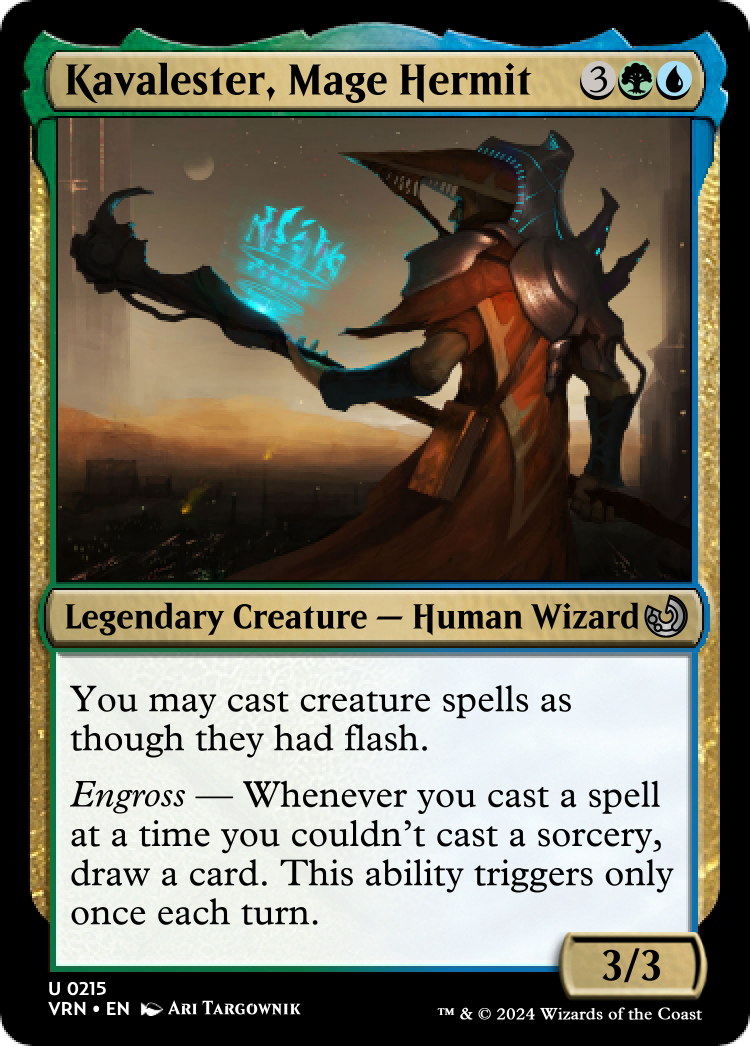 Kavalester, Mage Hermit 3
Legendary Creature — Human Wizard
You may cast creature spells as
though they had flash.
Engross — Whenever you cast a spell
at a time you couldn't cast a sorcery,
draw a card. This ability triggers only
once each turn.
3/3
U 0215
VRN • EN Ari Targownik
™ & © 2024 Wizards of the Coast